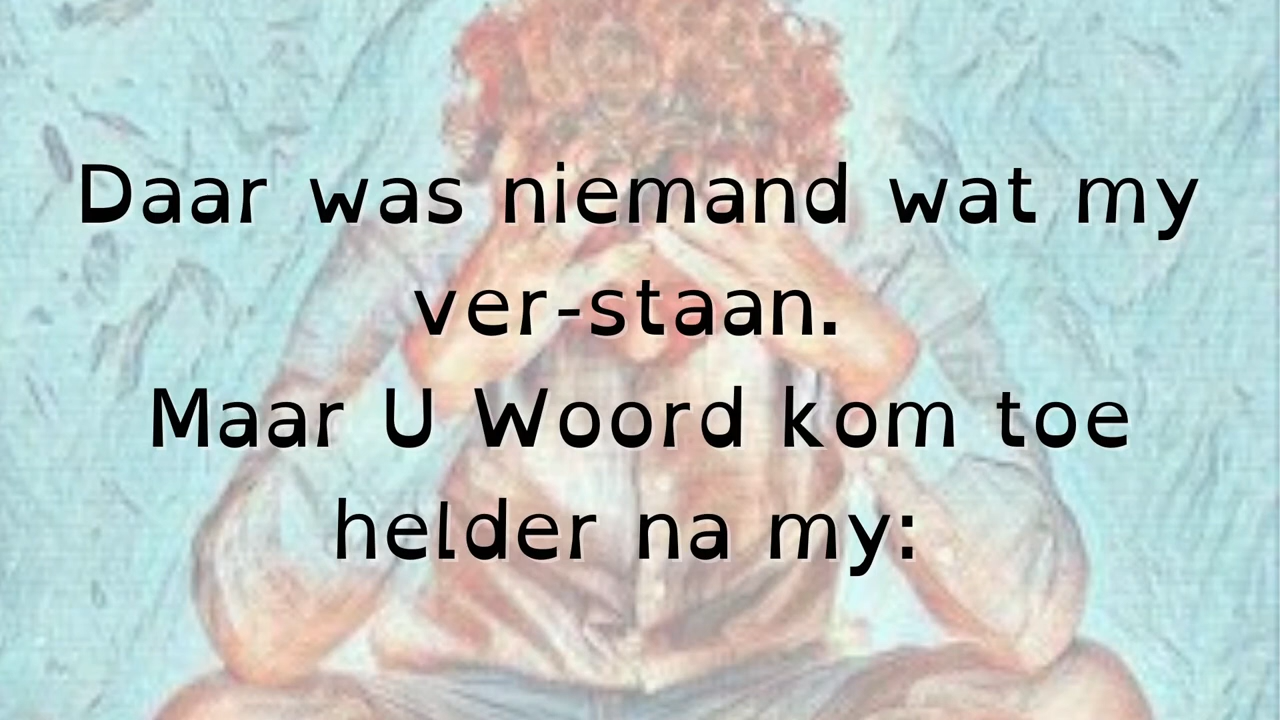 Daar was niemand wat my
ver-staan.
Maar U Woord kom toe
helder na my: